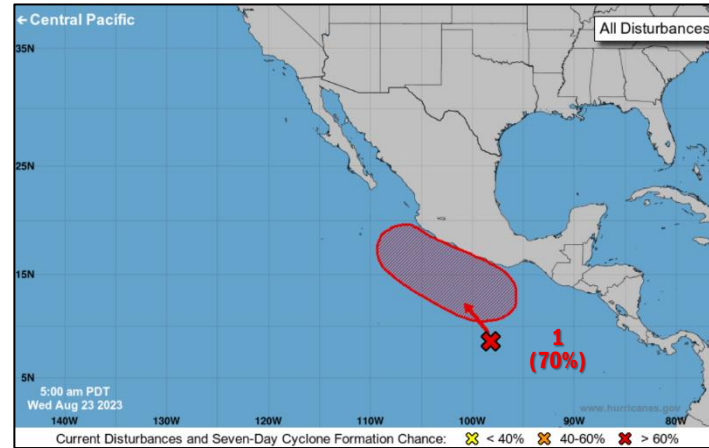 ← Central Pacific
All Disturbances
35N
25N
15N
1
(70%)
5N
5:00 am PDT
Wed Aug 23 2023
www.hurricanes.gov
140W 130W 120W 110W 100W 90W 80W
Current Disturbances and Seven-Day Cyclone Formation Chance: < 40% 40-60% > 60%